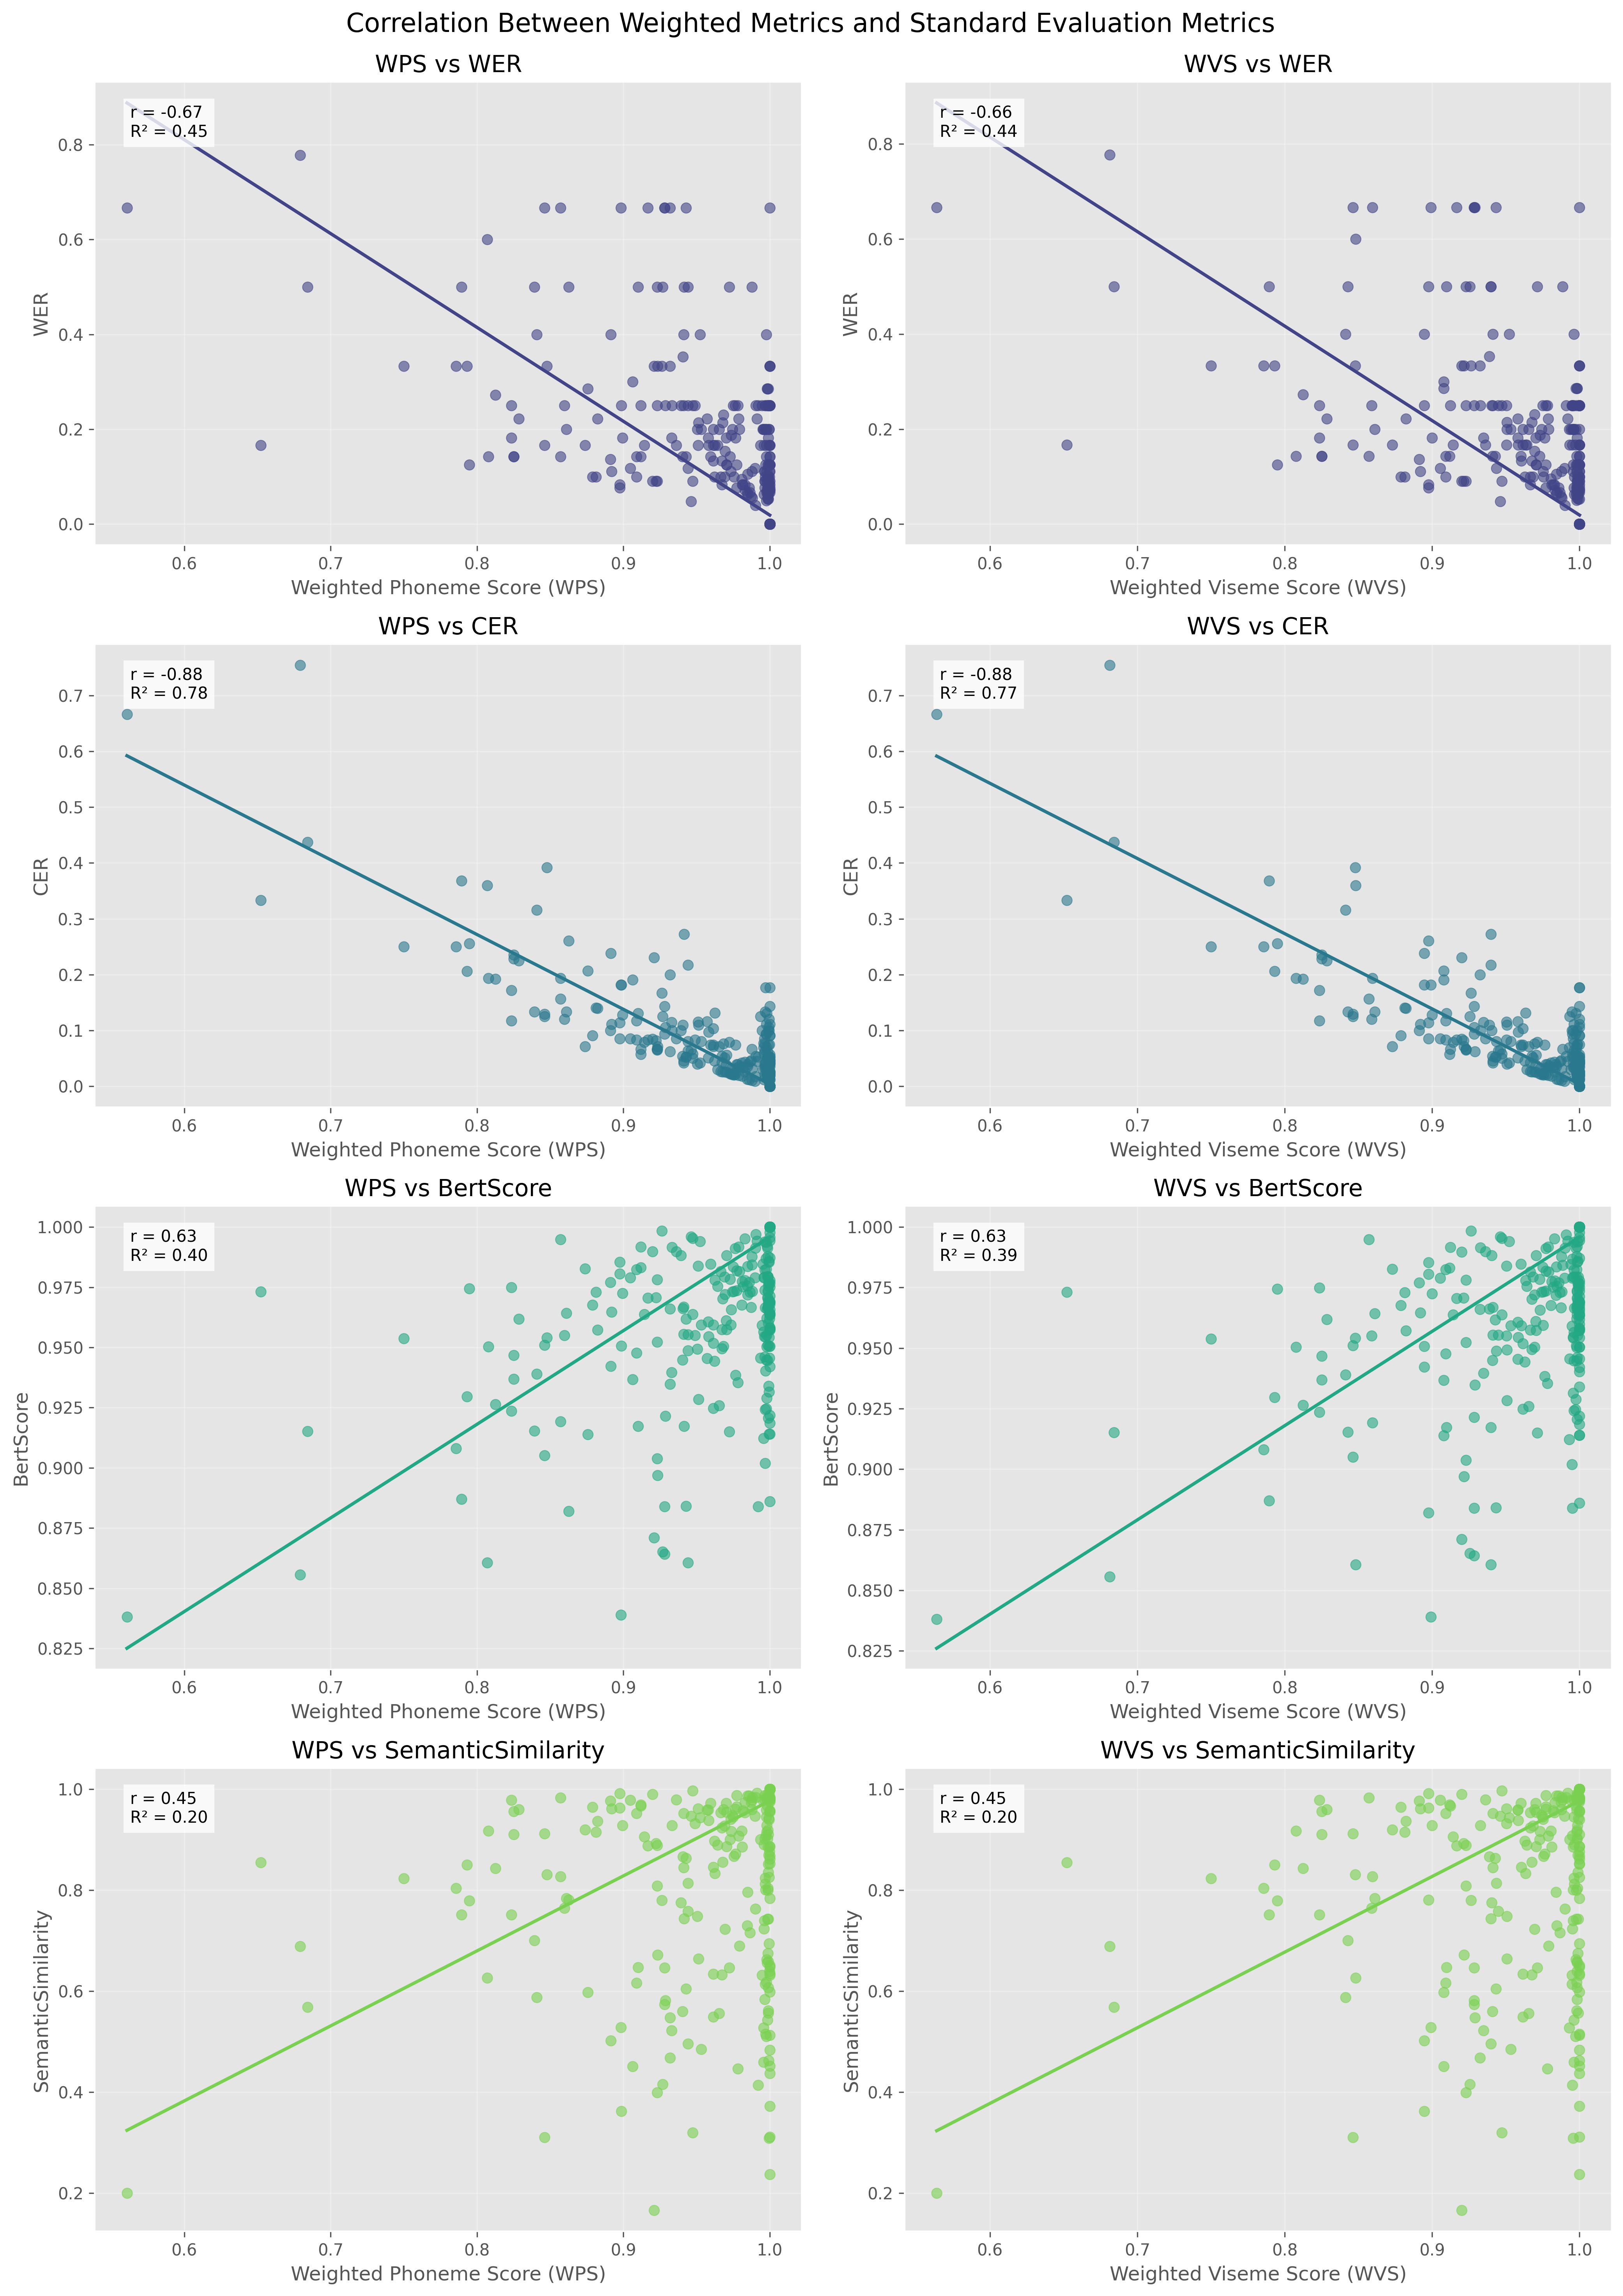 Correlation Between Weighted Metrics and Standard Evaluation Metrics
WPS vs WER
r = -0.67
R² = 0.45
0.8
0.6
0.4
0.2
0.0
WER
0.6 0.7 0.8 0.9 1.0
Weighted Phoneme Score (WPS)
WVS vs WER
r = -0.66
R² = 0.44
0.8
0.6
0.4
0.2
0.0
WER
0.6 0.7 0.8 0.9 1.0
Weighted Viseme Score (WVS)
WPS vs CER
r = -0.88
R² = 0.78
0.7
0.6
0.5
0.4
0.3
0.2
0.1
0.0
CER
0.6 0.7 0.8 0.9 1.0
Weighted Phoneme Score (WPS)
WVS vs CER
r = -0.88
R² = 0.77
0.7
0.6
0.5
0.4
0.3
0.2
0.1
0.0
CER
0.6 0.7 0.8 0.9 1.0
Weighted Viseme Score (WVS)
WPS vs BertScore
r = 0.63
R² = 0.40
1.000
0.975
0.950
0.925
0.900
0.875
0.850
0.825
BertScore
0.6 0.7 0.8 0.9 1.0
Weighted Phoneme Score (WPS)
WVS vs BertScore
r = 0.63
R² = 0.39
1.000
0.975
0.950
0.925
0.900
0.875
0.850
0.825
BertScore
0.6 0.7 0.8 0.9 1.0
Weighted Viseme Score (WVS)
WPS vs SemanticSimilarity
r = 0.45
R² = 0.20
1.0
0.8
0.6
0.4
0.2
SemanticSimilarity
0.6 0.7 0.8 0.9 1.0
Weighted Phoneme Score (WPS)
WVS vs SemanticSimilarity
r = 0.45
R² = 0.20
1.0
0.8
0.6
0.4
0.2
SemanticSimilarity
0.6 0.7 0.8 0.9 1.0
Weighted Viseme Score (WVS)